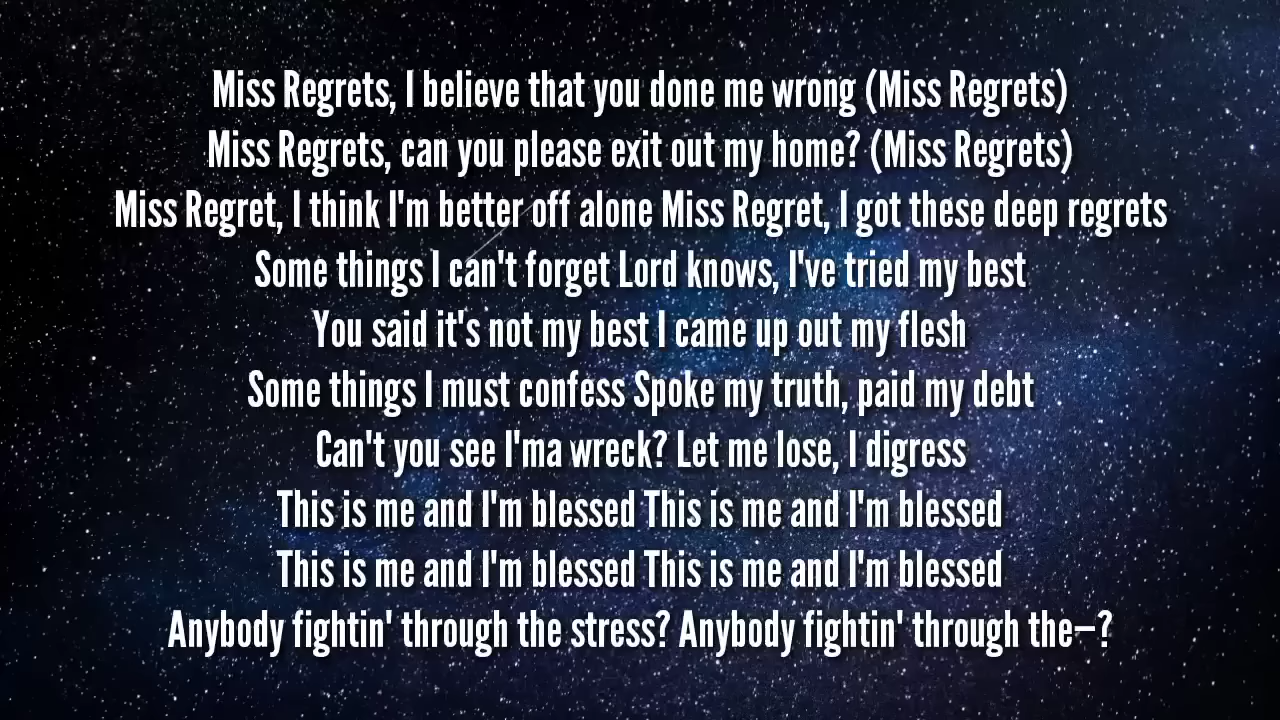 Miss Regrets, I believe that you done me wrong (Miss Regrets)
Miss Regrets, can you please exit out my home? (Miss Regrets)
Miss Regret, I think I'm better off alone Miss Regret, I got these deep regrets
Some things I can't forget Lord knows, I've tried my best
You said it's not my best I came up out my flesh
Some things I must confess Spoke my truth, paid my debt
Can't you see I'ma wreck? Let me lose, I digress
This is me and I'm blessed This is me and I'm blessed
This is me and I'm blessed This is me and I'm blessed
Anybody fightin' through the stress? Anybody fightin' through the—?